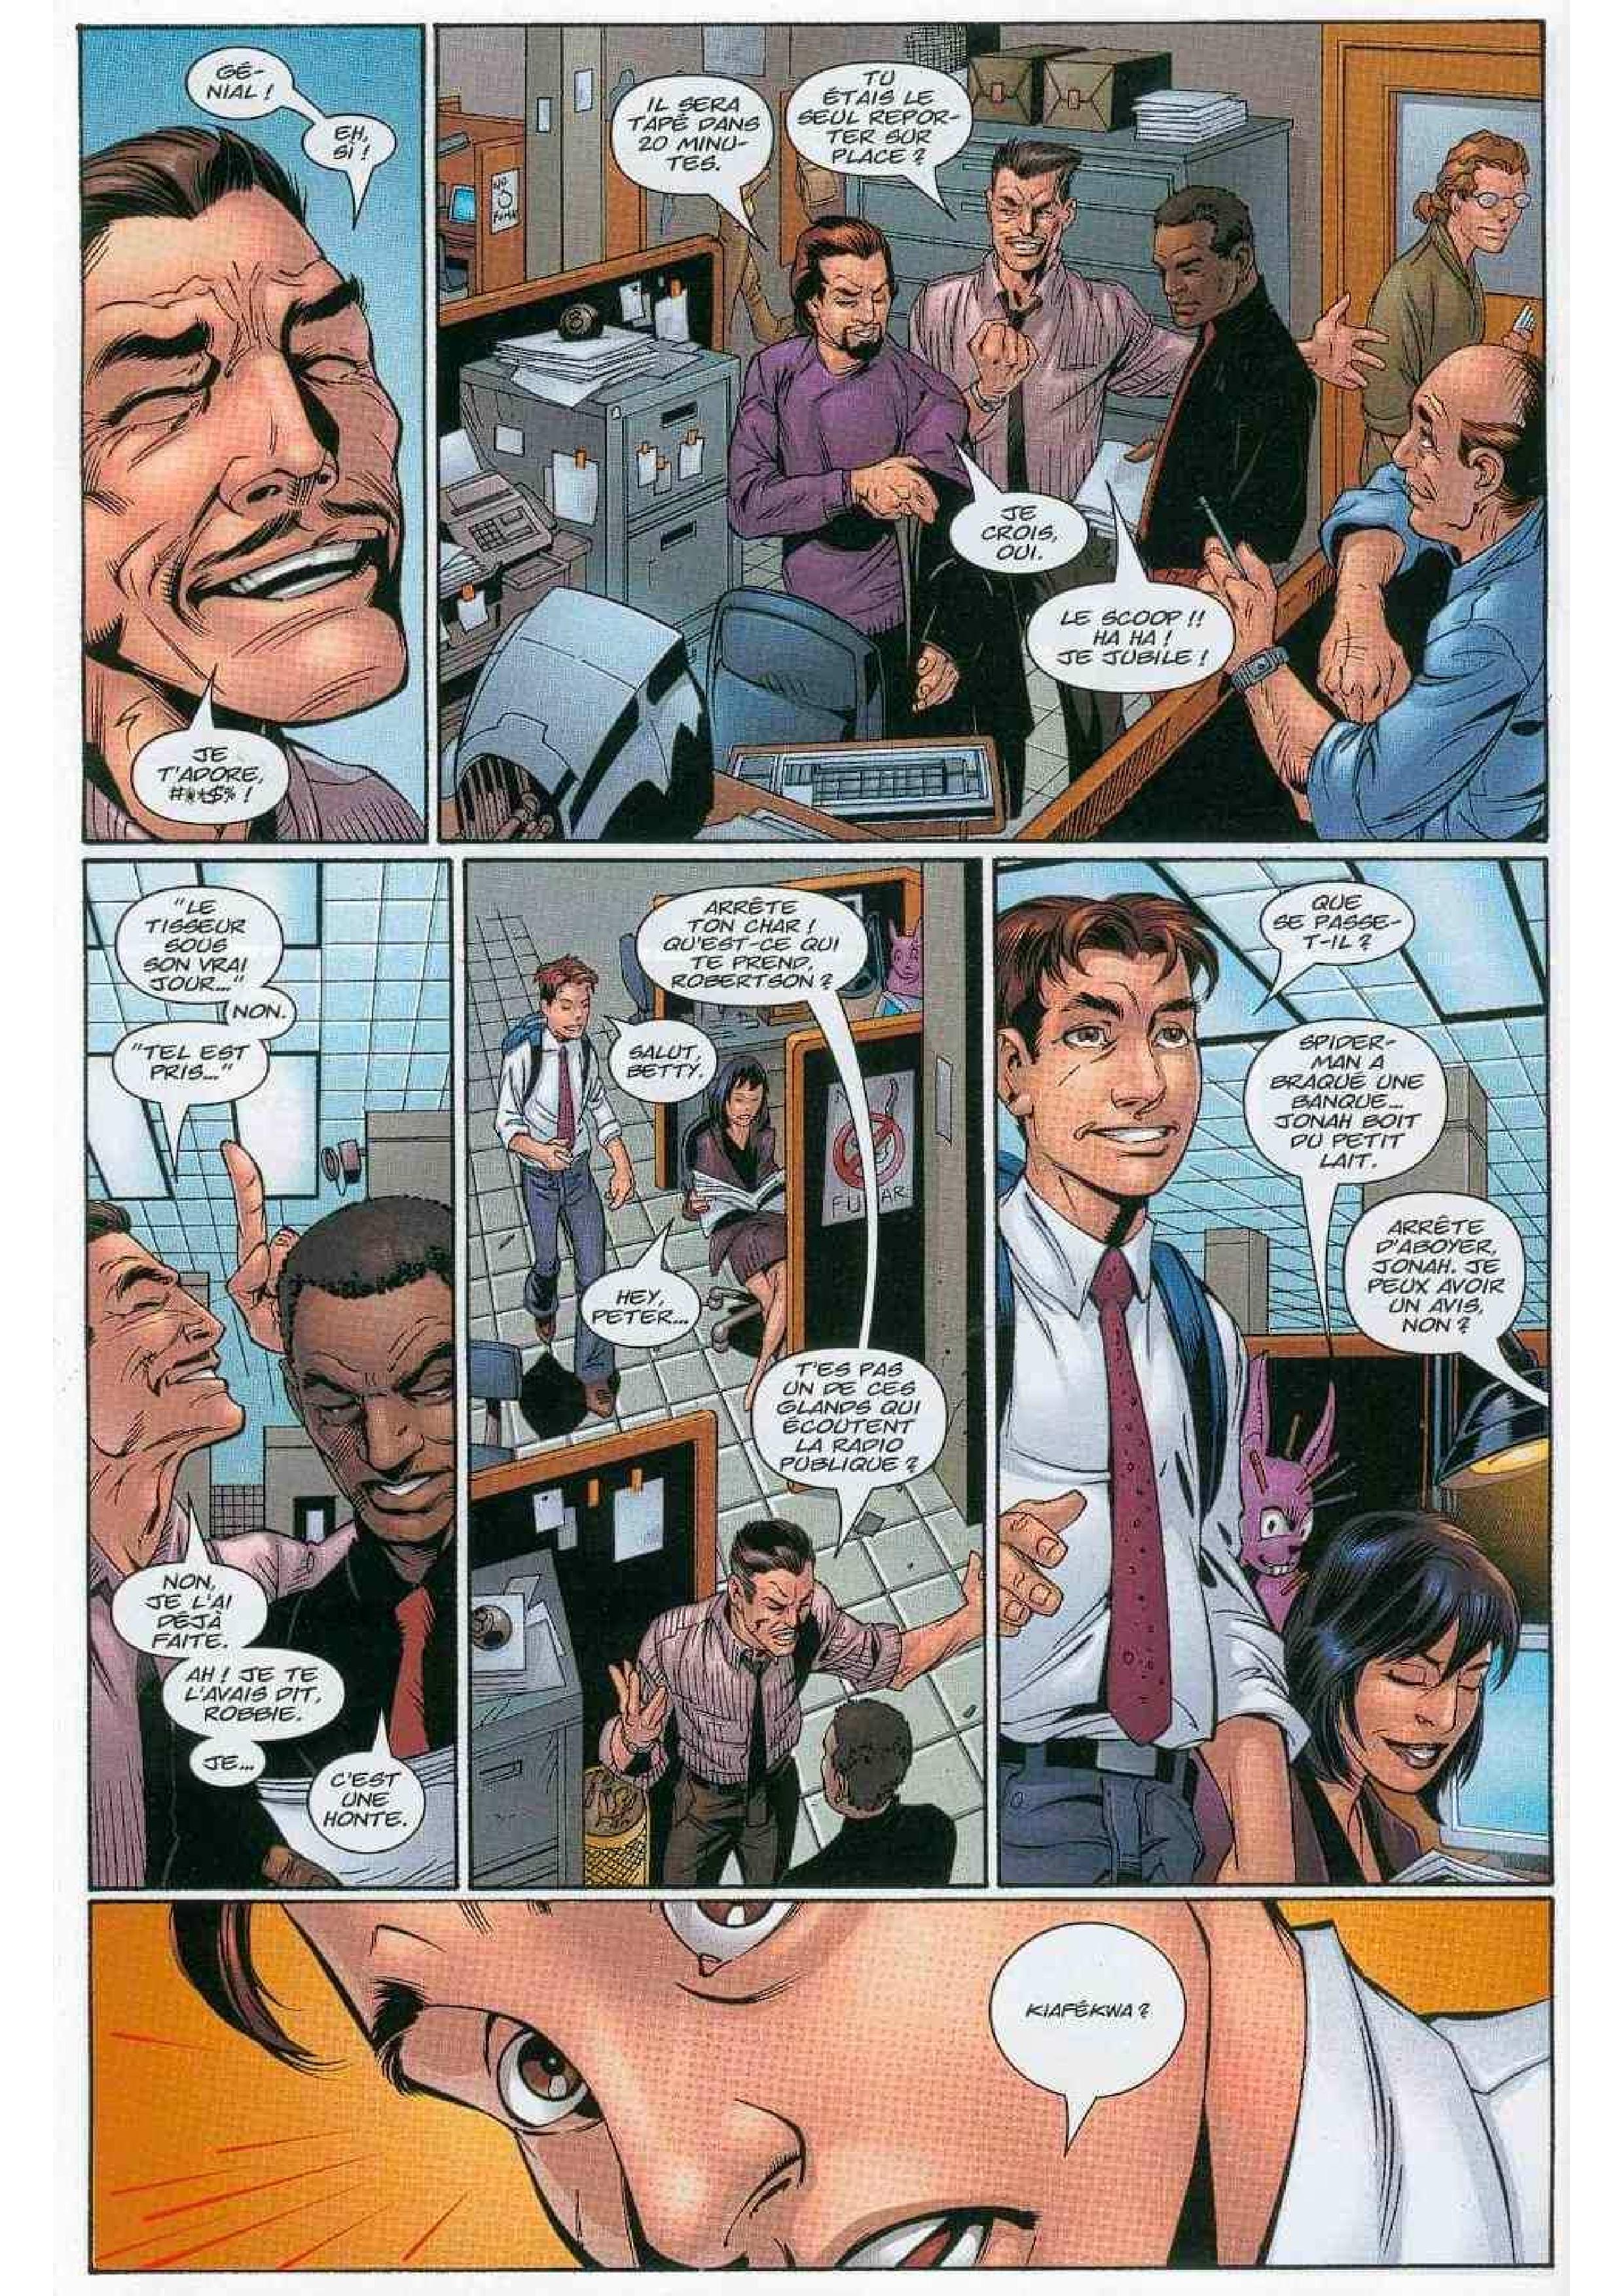 GÉ-
NIAL !
EH,
SI !
JE
T'ADORE,
#**$% !
IL SERA
TAPÉ DANS
20 MINU-
TES.
TU
ÉTAIS LE
SEUL REPOR-
TER SUR
PLACE ?
JE
CROIS,
OUI.
LE SCOOP !!
HA HA !
JE JUBILE !
"LE
TISSEUR
SOUS
SON VRAI
JOUR..."
NON.
"TEL EST
PRIS..."
NON,
JE L'AI
DÉJÀ
FAITE.
AH ! JE TE
L'AVAIS DIT,
ROBBIE.
JE...
C'EST
UNE
HONTE.
ARRÊTE
TON CHAR !
QU'EST-CE QUI
TE PREND,
ROBERTSON ?
SALUT,
BETTY.
HEY,
PETER...
T'ES PAS
UN DE CES
GLANDS QUI
ÉCOUTENT
LA RADIO
PUBLIQUE ?
QUE
SE PASSE-
T-IL ?
SPIDER-
MAN A
BRAQUÉ UNE
BANQUE...
JONAH BOIT
DU PETIT
LAIT.
ARRÊTE
D'ABOYER,
JONAH. JE
PEUX AVOIR
UN AVIS,
NON ?
KIAFÉKWA ?